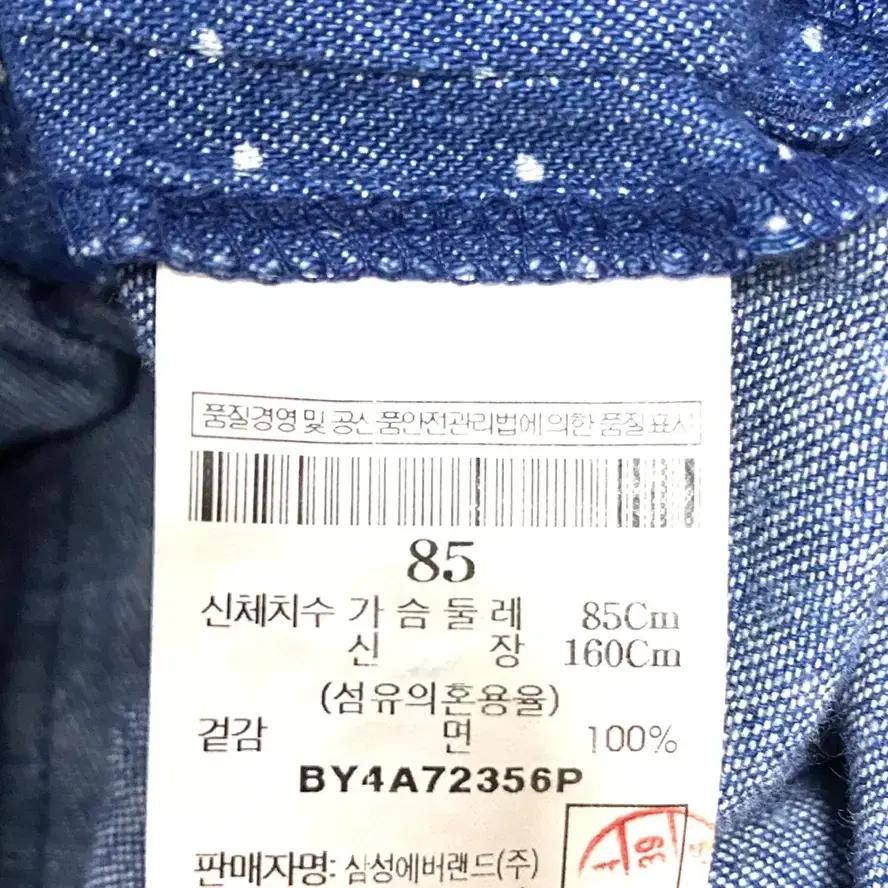 품질경영 및 공산품안전관리법에 의한 품질표시
85
신체치수 가슴둘레 85Cm
신장 160Cm
(섬유의혼용율)
겉감 면 100%
BY4A72356P
판매자명: 삼성에버랜드(주)
39